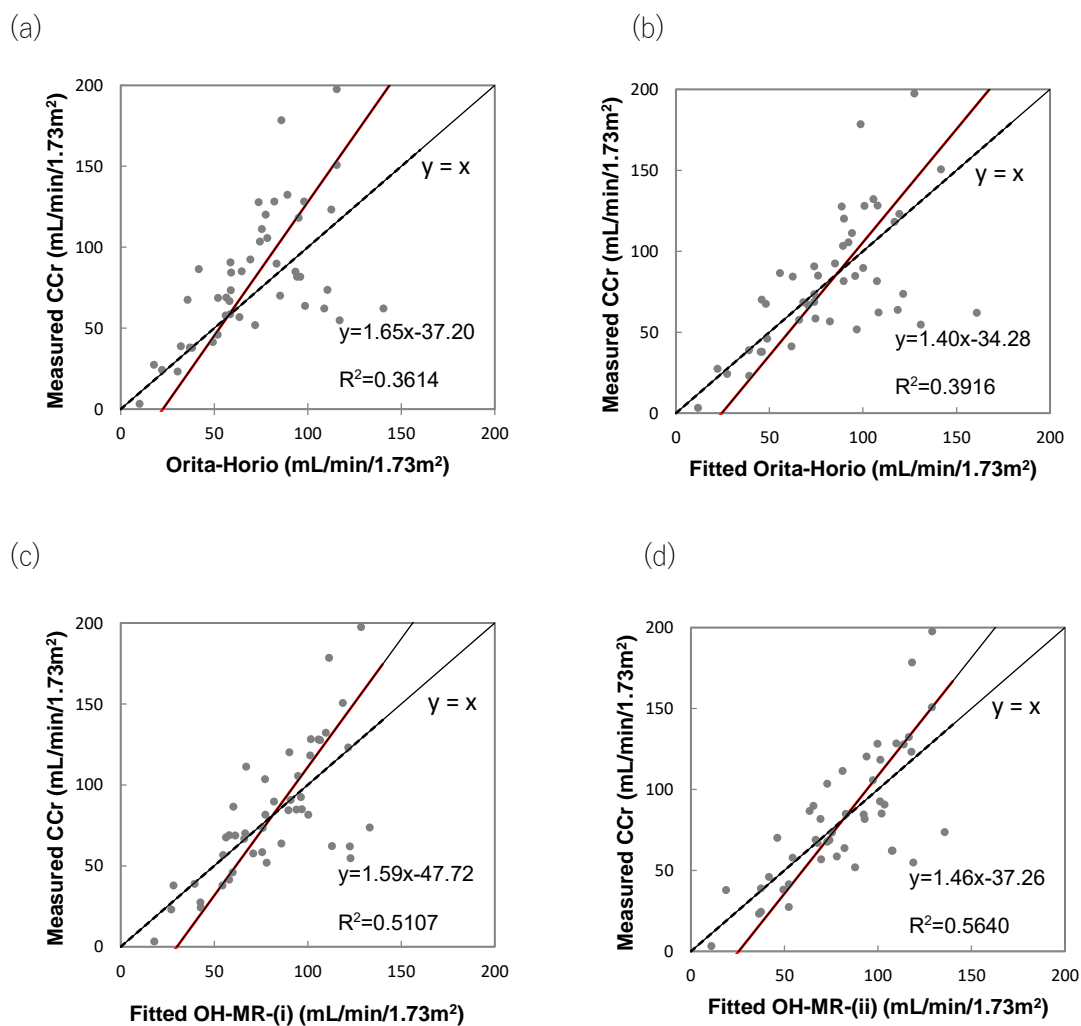 (a)
Measured CCr (mL/min/1.73m²)
200
150
100
50
0
y = x
y=1.65x-37.20
R²=0.3614
0 50 100 150 200
Orita-Horio (mL/min/1.73m²)
(b)
Measured CCr (mL/min/1.73m²)
200
150
100
50
0
y = x
y=1.40x-34.28
R²=0.3916
0 50 100 150 200
Fitted Orita-Horio (mL/min/1.73m²)
(c)
Measured CCr (mL/min/1.73m²)
200
150
100
50
0
y = x
y=1.59x-47.72
R²=0.5107
0 50 100 150 200
Fitted OH-MR-(i) (mL/min/1.73m²)
(d)
Measured CCr (mL/min/1.73m²)
200
150
100
50
0
y = x
y=1.46x-37.26
R²=0.5640
0 50 100 150 200
Fitted OH-MR-(ii) (mL/min/1.73m²)